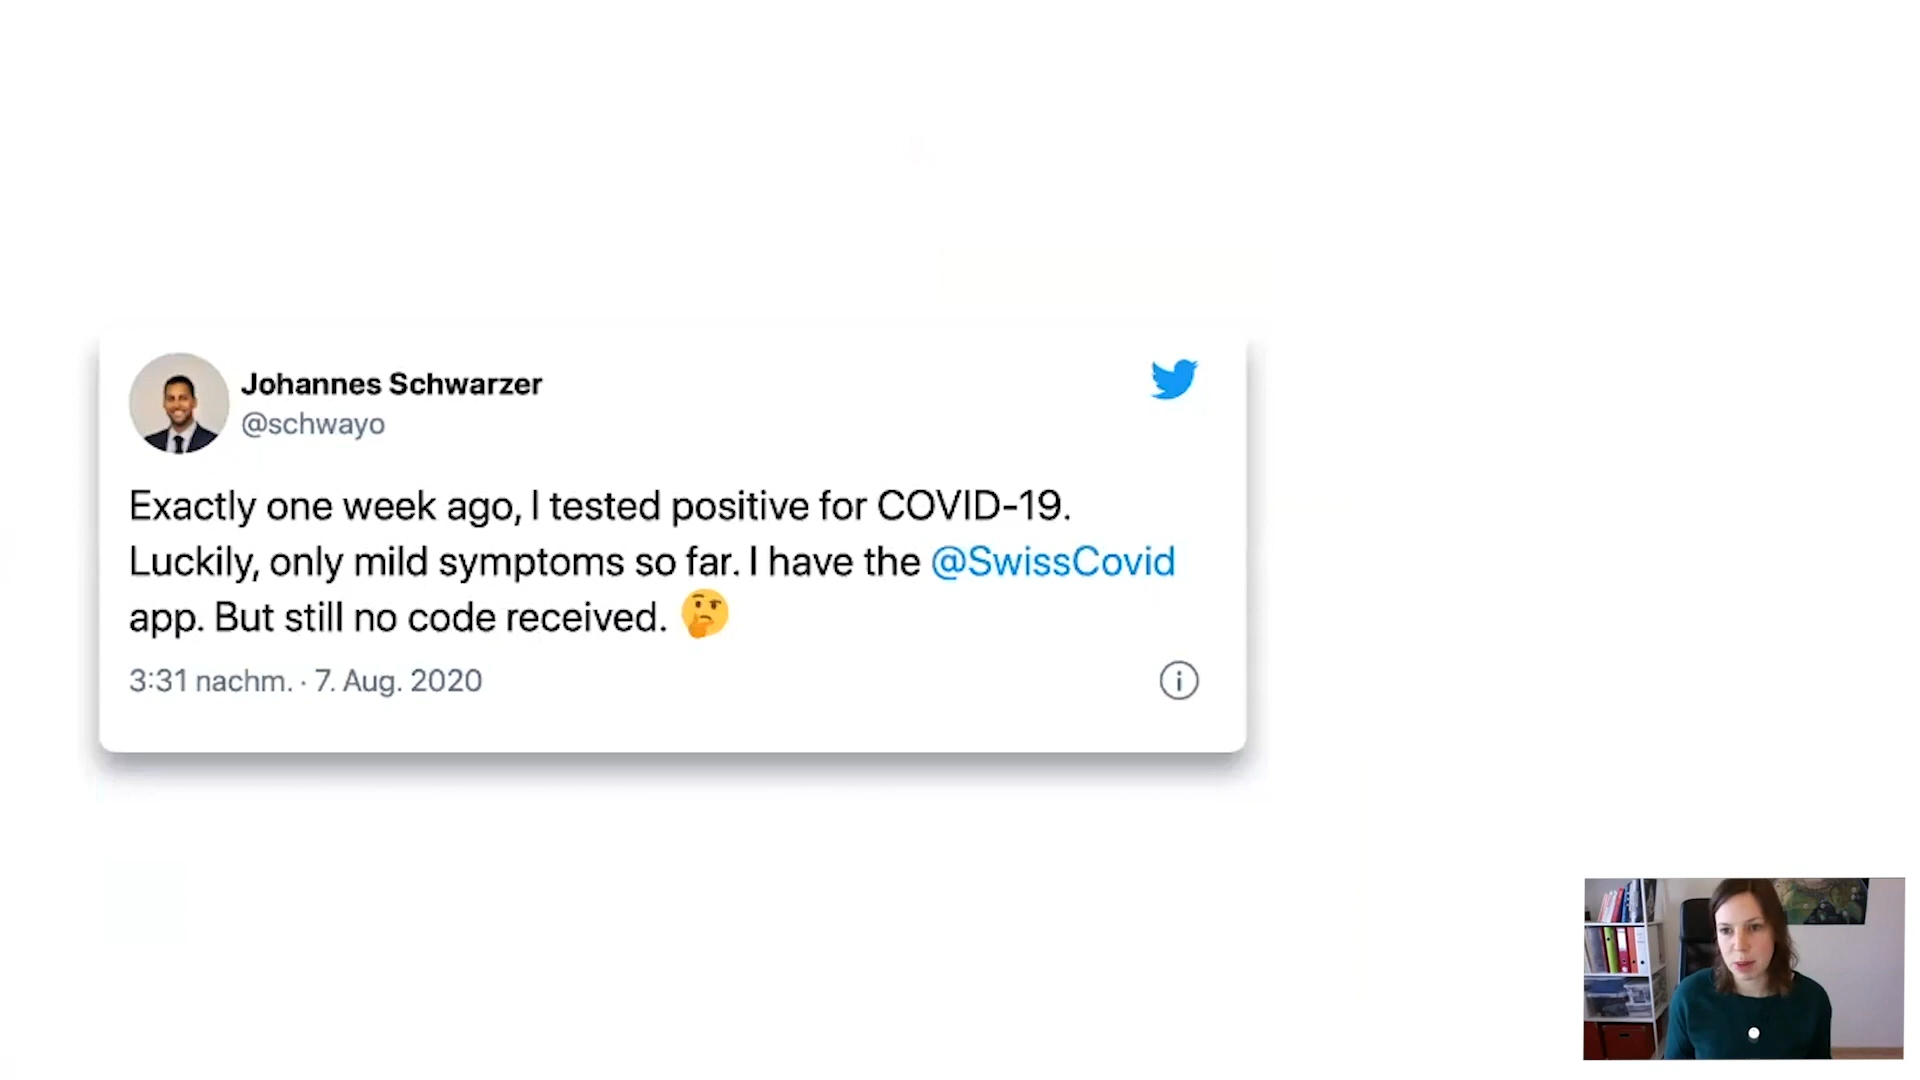 Johannes Schwarzer
@schwayo
Exactly one week ago, I tested positive for COVID-19.
Luckily, only mild symptoms so far. I have the @SwissCovid
app. But still no code received. 🤔
3:31 nachm. · 7. Aug. 2020